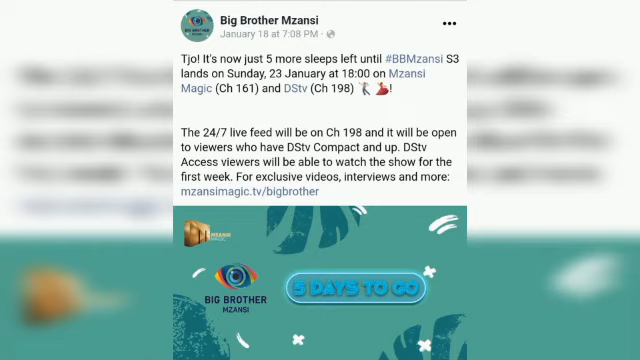 Big Brother Mzansi
January 18 at 7:08 PM ·
Tjo! It's now just 5 more sleeps left until #BBMzansi S3
lands on Sunday, 23 January at 18:00 on Mzansi
Magic (Ch 161) and DStv (Ch 198) 🕺💃!
The 24/7 live feed will be on Ch 198 and it will be open
to viewers who have DStv Compact and up. DStv
Access viewers will be able to watch the show for the
first week. For exclusive videos, interviews and more:
mzansimagic.tv/bigbrother
MZANSI
MAGIC
5 DAYS TO GO
BIG BROTHER
MZANSI